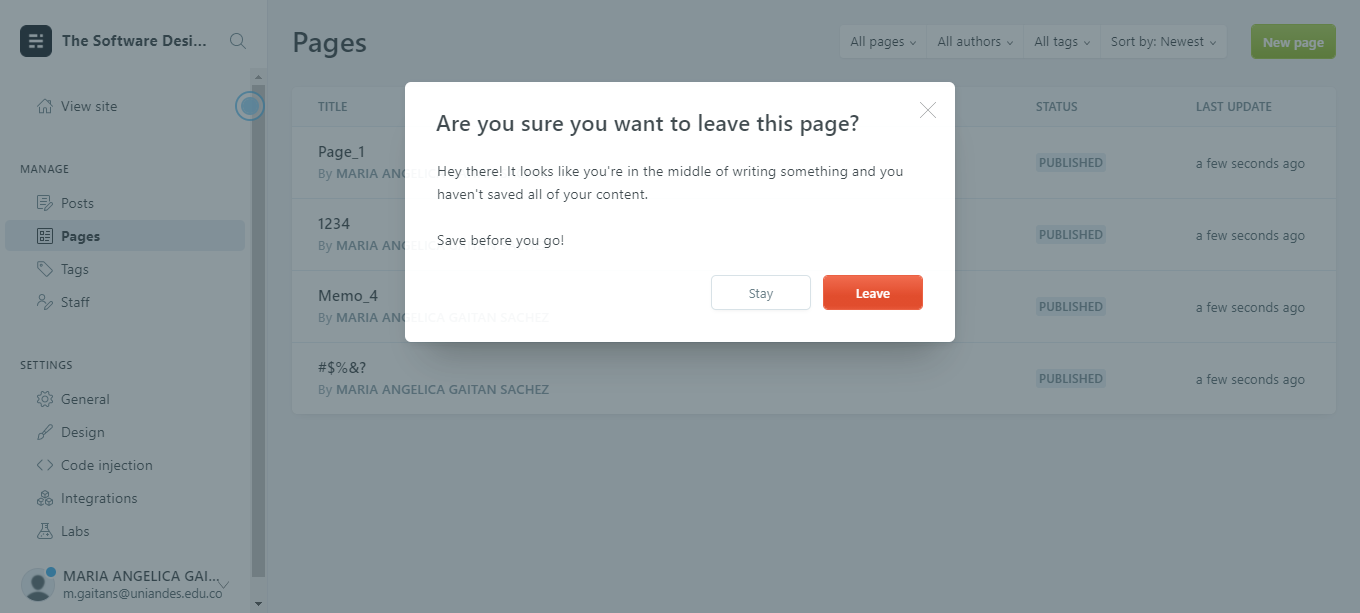 The Software Desi...
View site
MANAGE
Posts
Pages
Tags
Staff
SETTINGS
General
Design
Code injection
Integrations
Labs
MARIA ANGELICA GAI...
m.gaitans@uniandes.edu.co
Pages
All pages
All authors
All tags
Sort by: Newest
New page
TITLE
STATUS
LAST UPDATE
Page_1
By MARIA ANGELICA
PUBLISHED
a few seconds ago
1234
By MARIA ANGELICA
PUBLISHED
a few seconds ago
Memo_4
By MARIA ANGELICA GAITAN SACHEZ
PUBLISHED
a few seconds ago
#$%&?
By MARIA ANGELICA GAITAN SACHEZ
PUBLISHED
a few seconds ago
Are you sure you want to leave this page?
Hey there! It looks like you're in the middle of writing something and you
haven't saved all of your content.
Save before you go!
Stay
Leave